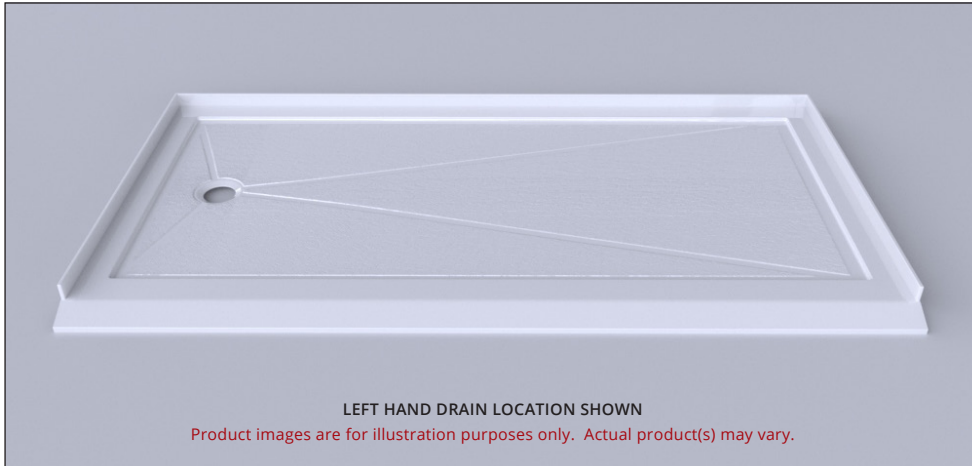 LEFT HAND DRAIN LOCATION SHOWN
Product images are for illustration purposes only.  Actual product(s) may vary.